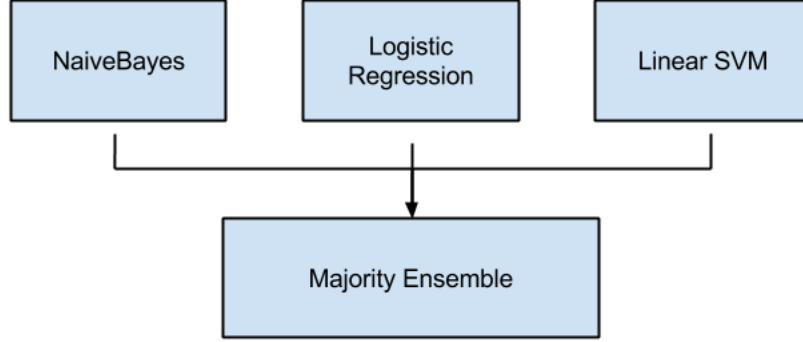 NaiveBayes
Logistic
Regression
Linear SVM
Majority Ensemble